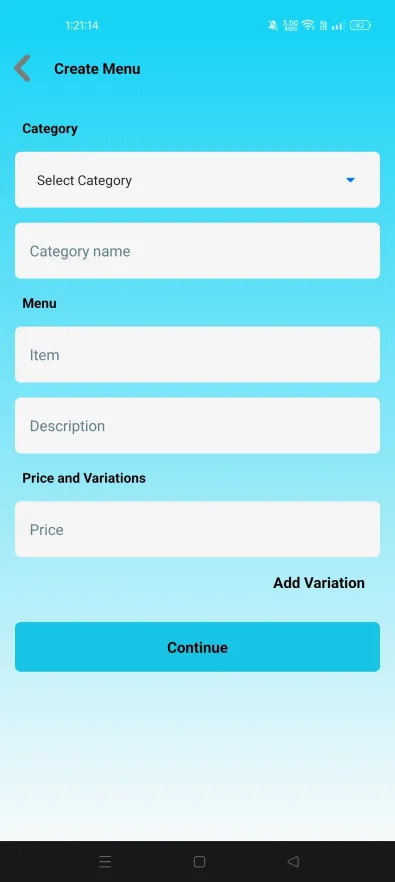 1:21:14
3.00
KB/S
42
Create Menu
Category
Select Category
Category name
Menu
Item
Description
Price and Variations
Price
Add Variation
Continue